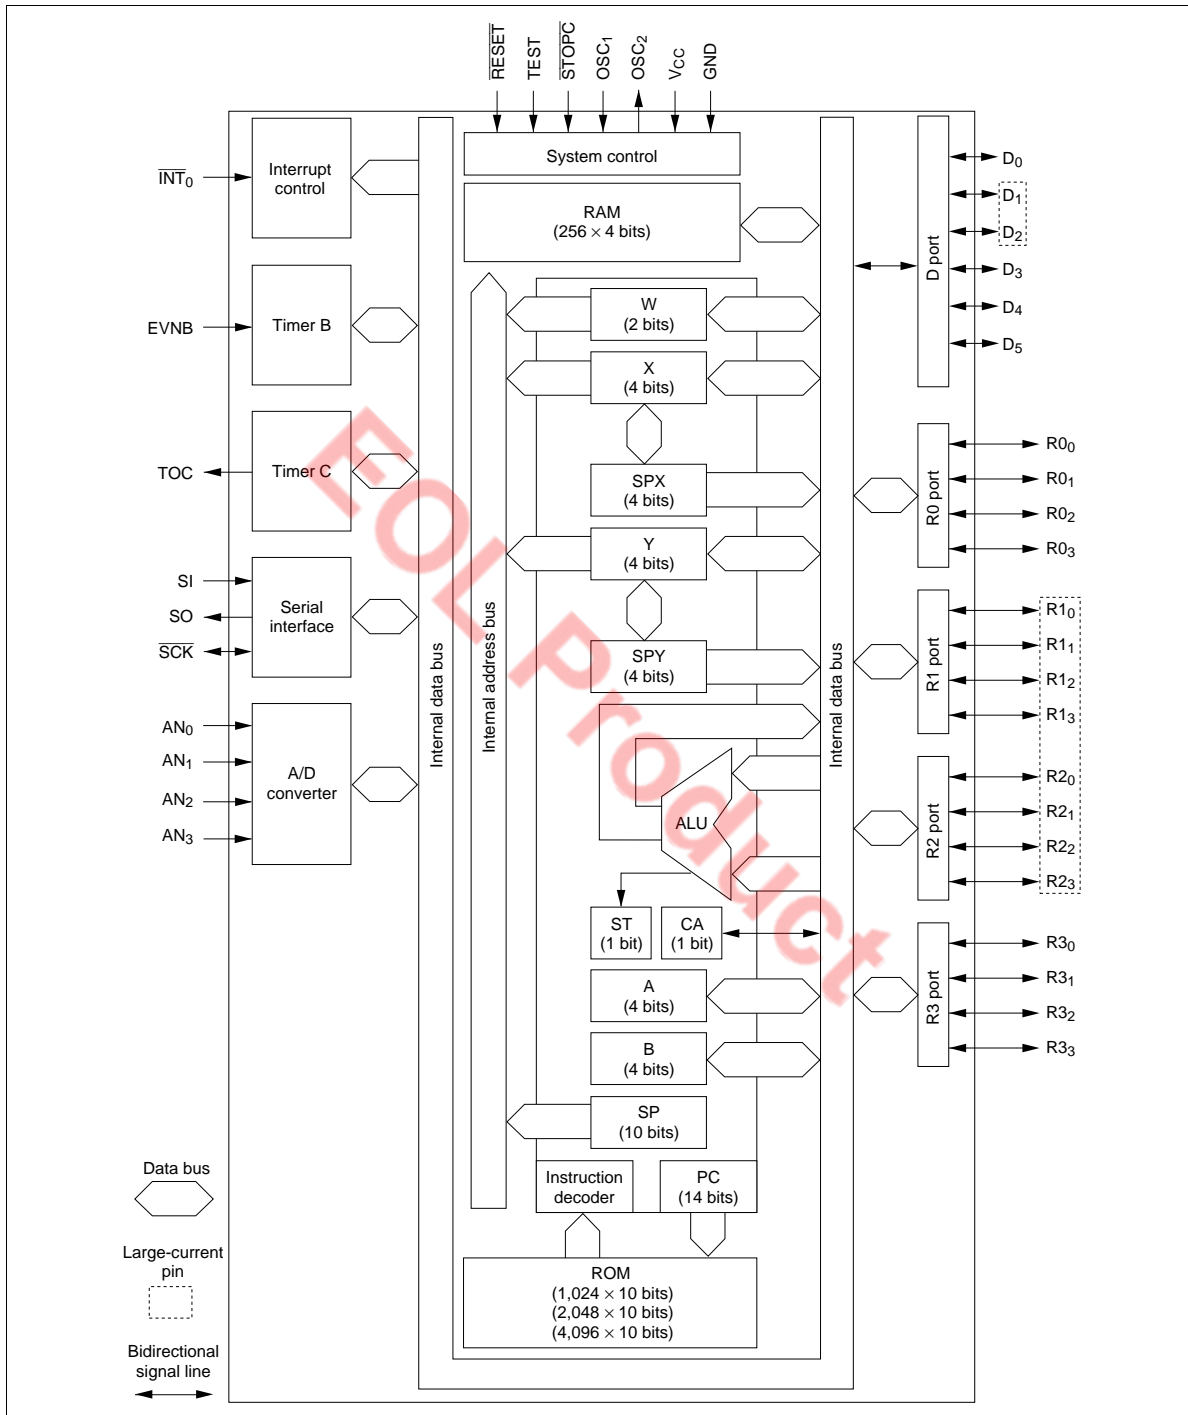 RESET
TEST
STOPC
OSC1
OSC2
VCC
GND
System control
RAM
(256 × 4 bits)
Interrupt
control
INT0
Timer B
EVNB
Timer C
TOC
Serial
interface
SI
SO
SCK
A/D
converter
AN0
AN1
AN2
AN3
Internal data bus
Internal address bus
W
(2 bits)
X
(4 bits)
SPX
(4 bits)
Y
(4 bits)
SPY
(4 bits)
ALU
ST
(1 bit)
CA
(1 bit)
A
(4 bits)
B
(4 bits)
SP
(10 bits)
Instruction
decoder
PC
(14 bits)
ROM
(1,024 × 10 bits)
(2,048 × 10 bits)
(4,096 × 10 bits)
Internal data bus
D port
D0
D1
D2
D3
D4
D5
R0 port
R00
R01
R02
R03
R1 port
R10
R11
R12
R13
R2 port
R20
R21
R22
R23
R3 port
R30
R31
R32
R33
Data bus
Large-current
pin
Bidirectional
signal line
EOL Product